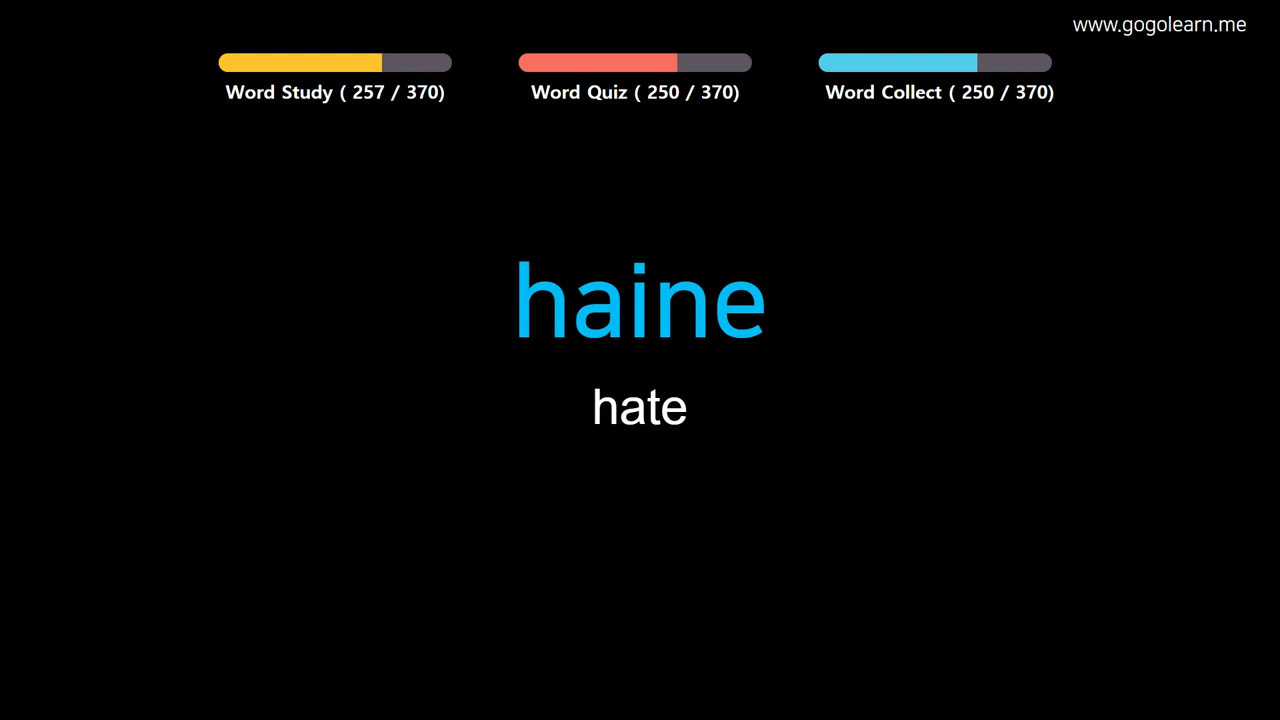 www.gogolearn.me
Word Study ( 257 / 370)
Word Quiz ( 250 / 370)
Word Collect ( 250 / 370)
haine
hate